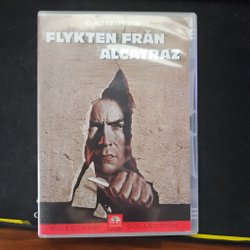 CLINT EASTWOOD
FLYKTEN FRÅN
ALCATRAZ
WIDESCREEN COLLECTION